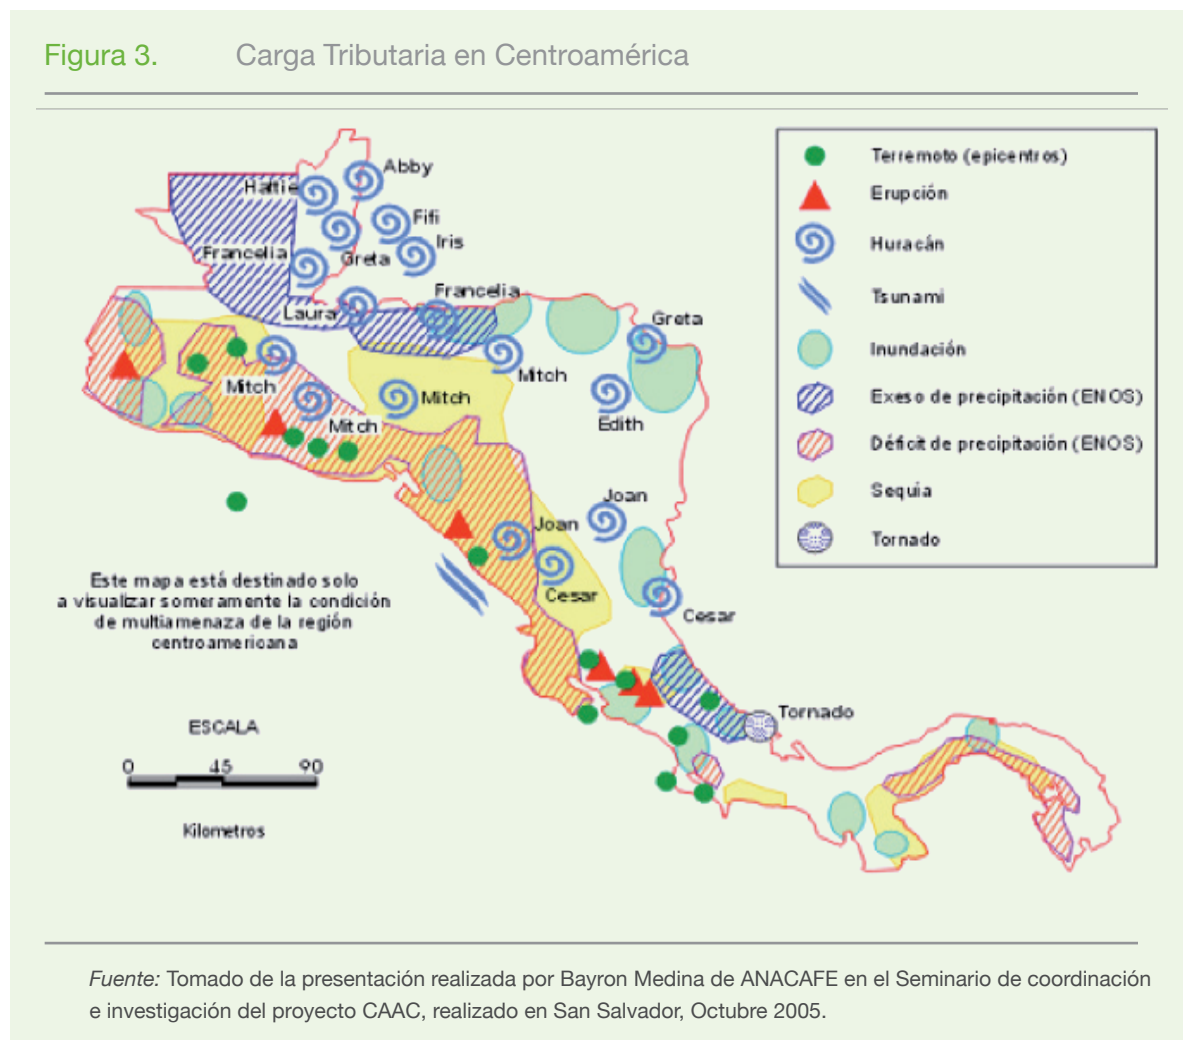 Figura 3. Carga Tributaria en Centroamérica
Abby
Hattie
Fifi
Iris
Greta
Francelia
Francelia
Laura
Greta
Mitch
Mitch
Mitch
Mitch
Edith
Joan
Joan
Cesar
Cesar
Tornado
Terremoto (epicentros)
Erupción
Huracán
Tsunami
Inundación
Exeso de precipitación (ENOS)
Déficit de precipitación (ENOS)
Sequia
Tornado
Este mapa está destinado solo
a visualizar someramente la condición
de multiamenaza de la región
centroamericana
ESCALA
0 45 90
Kilometros
Fuente: Tomado de la presentación realizada por Bayron Medina de ANACAFE en el Seminario de coordinación
e investigación del proyecto CAAC, realizado en San Salvador, Octubre 2005.